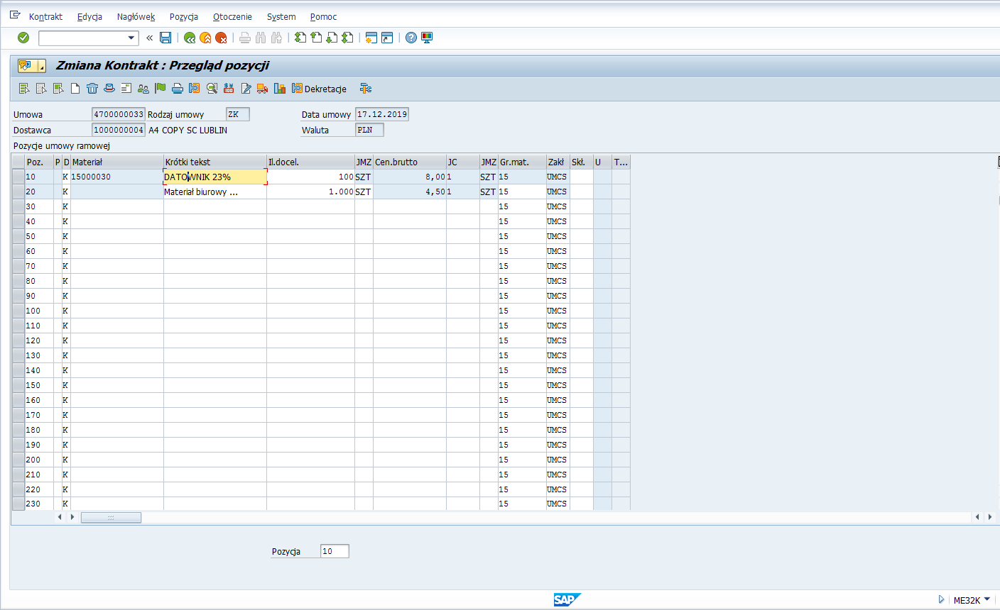 Kontrakt Edycja Nagłówek Pozycja Otoczenie System Pomoc
Zmiana Kontrakt : Przegląd pozycji
Dekretacje
Umowa 4700000033 Rodzaj umowy ZK Data umowy 17.12.2019
Dostawca 1000000004 A4 COPY SC LUBLIN Waluta PLN
Pozycje umowy ramowej
Poz. P D Materiał Krótki tekst Il.docel. JMZ Cen.brutto JC JMZ Gr.mat. Zakł Skł. U T...
10 K 15000030 DATOWNIK 23% 100 SZT 8,00 1 SZT 15 UMCS
20 K Materiał biurowy ... 1.000 SZT 4,50 1 SZT 15 UMCS
30 K 15 UMCS
40 K 15 UMCS
50 K 15 UMCS
60 K 15 UMCS
70 K 15 UMCS
80 K 15 UMCS
90 K 15 UMCS
100 K 15 UMCS
110 K 15 UMCS
120 K 15 UMCS
130 K 15 UMCS
140 K 15 UMCS
150 K 15 UMCS
160 K 15 UMCS
170 K 15 UMCS
180 K 15 UMCS
190 K 15 UMCS
200 K 15 UMCS
210 K 15 UMCS
220 K 15 UMCS
230 K 15 UMCS
Pozycja 10
SAP
ME32K